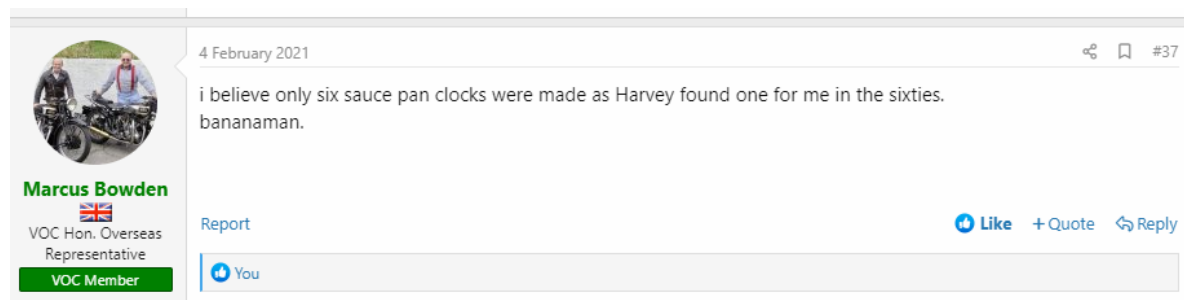 4 February 2021
#37
i believe only six sauce pan clocks were made as Harvey found one for me in the sixties.
bananaman.
Marcus Bowden
VOC Hon. Overseas
Representative
VOC Member
Report
Like
+Quote
Reply
You